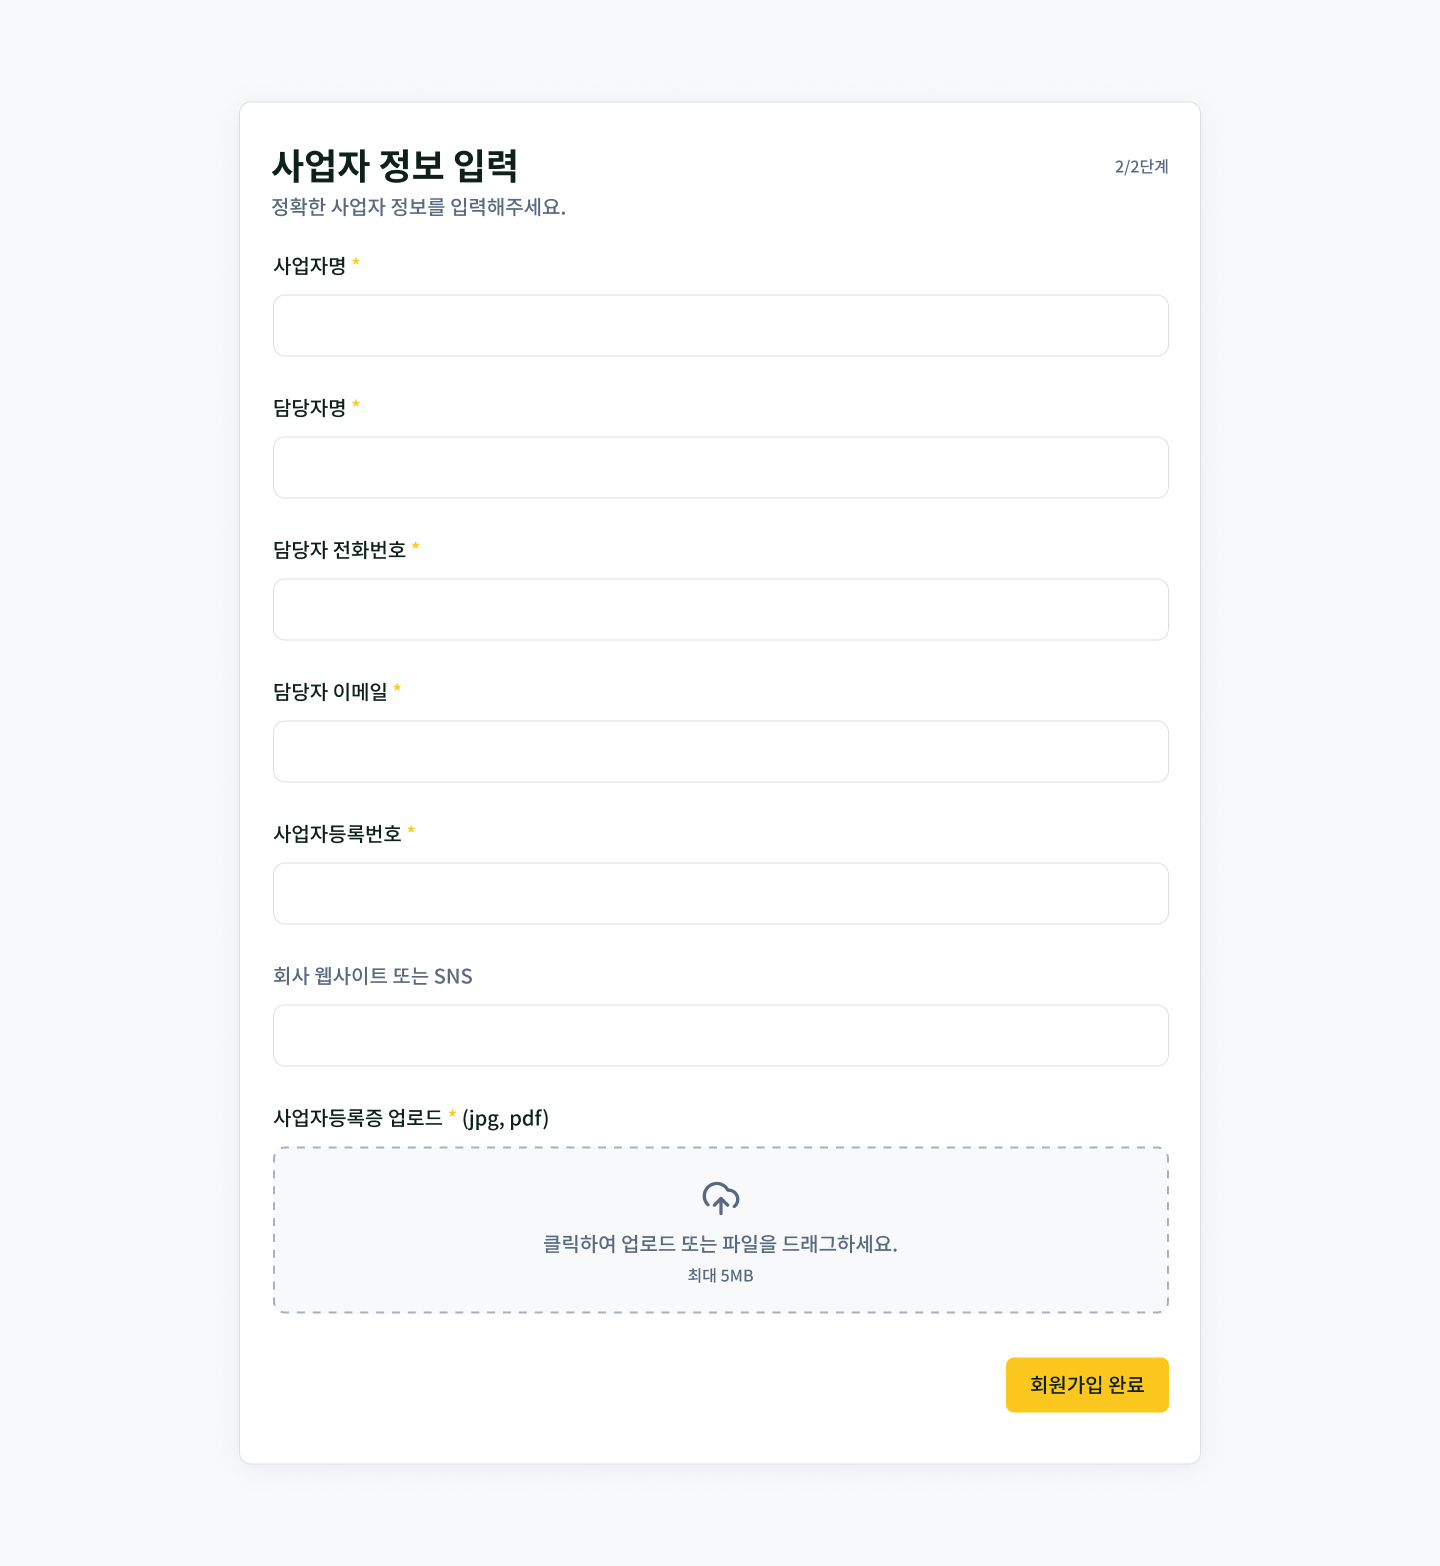 사업자 정보 입력
2/2단계
정확한 사업자 정보를 입력해주세요.
사업자명 *
담당자명 *
담당자 전화번호 *
담당자 이메일 *
사업자등록번호 *
회사 웹사이트 또는 SNS
사업자등록증 업로드 * (jpg, pdf)
클릭하여 업로드 또는 파일을 드래그하세요.
최대 5MB
회원가입 완료